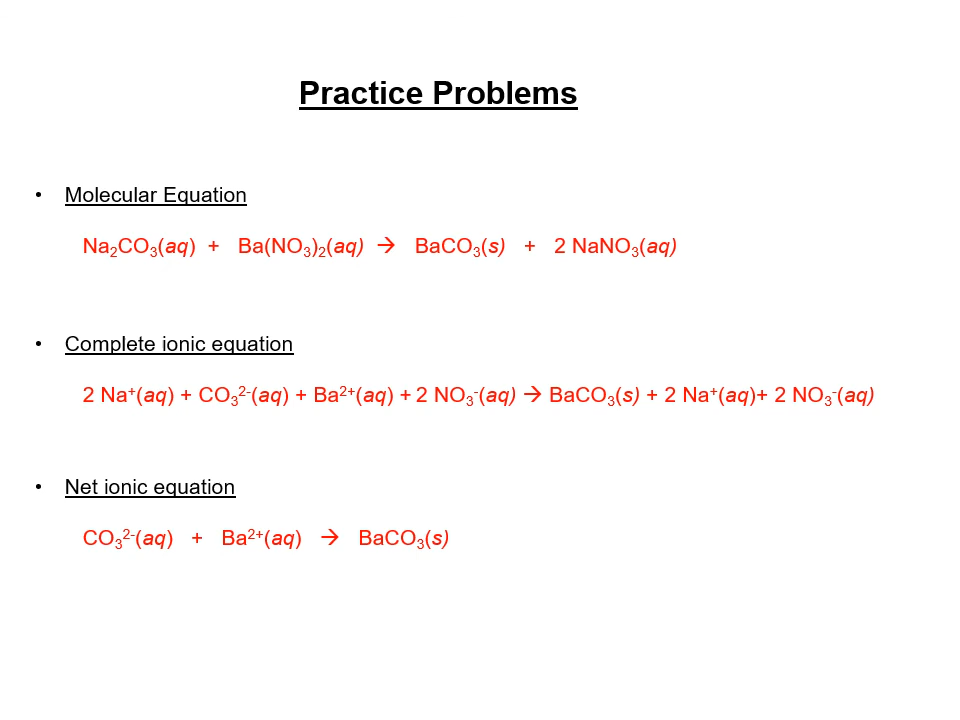 Practice Problems
• Molecular Equation
Na₂CO₃(aq) + Ba(NO₃)₂(aq) → BaCO₃(s) + 2 NaNO₃(aq)
• Complete ionic equation
2 Na⁺(aq) + CO₃²⁻(aq) + Ba²⁺(aq) + 2 NO₃⁻(aq) → BaCO₃(s) + 2 Na⁺(aq)+ 2 NO₃⁻(aq)
• Net ionic equation
CO₃²⁻(aq) + Ba²⁺(aq) → BaCO₃(s)